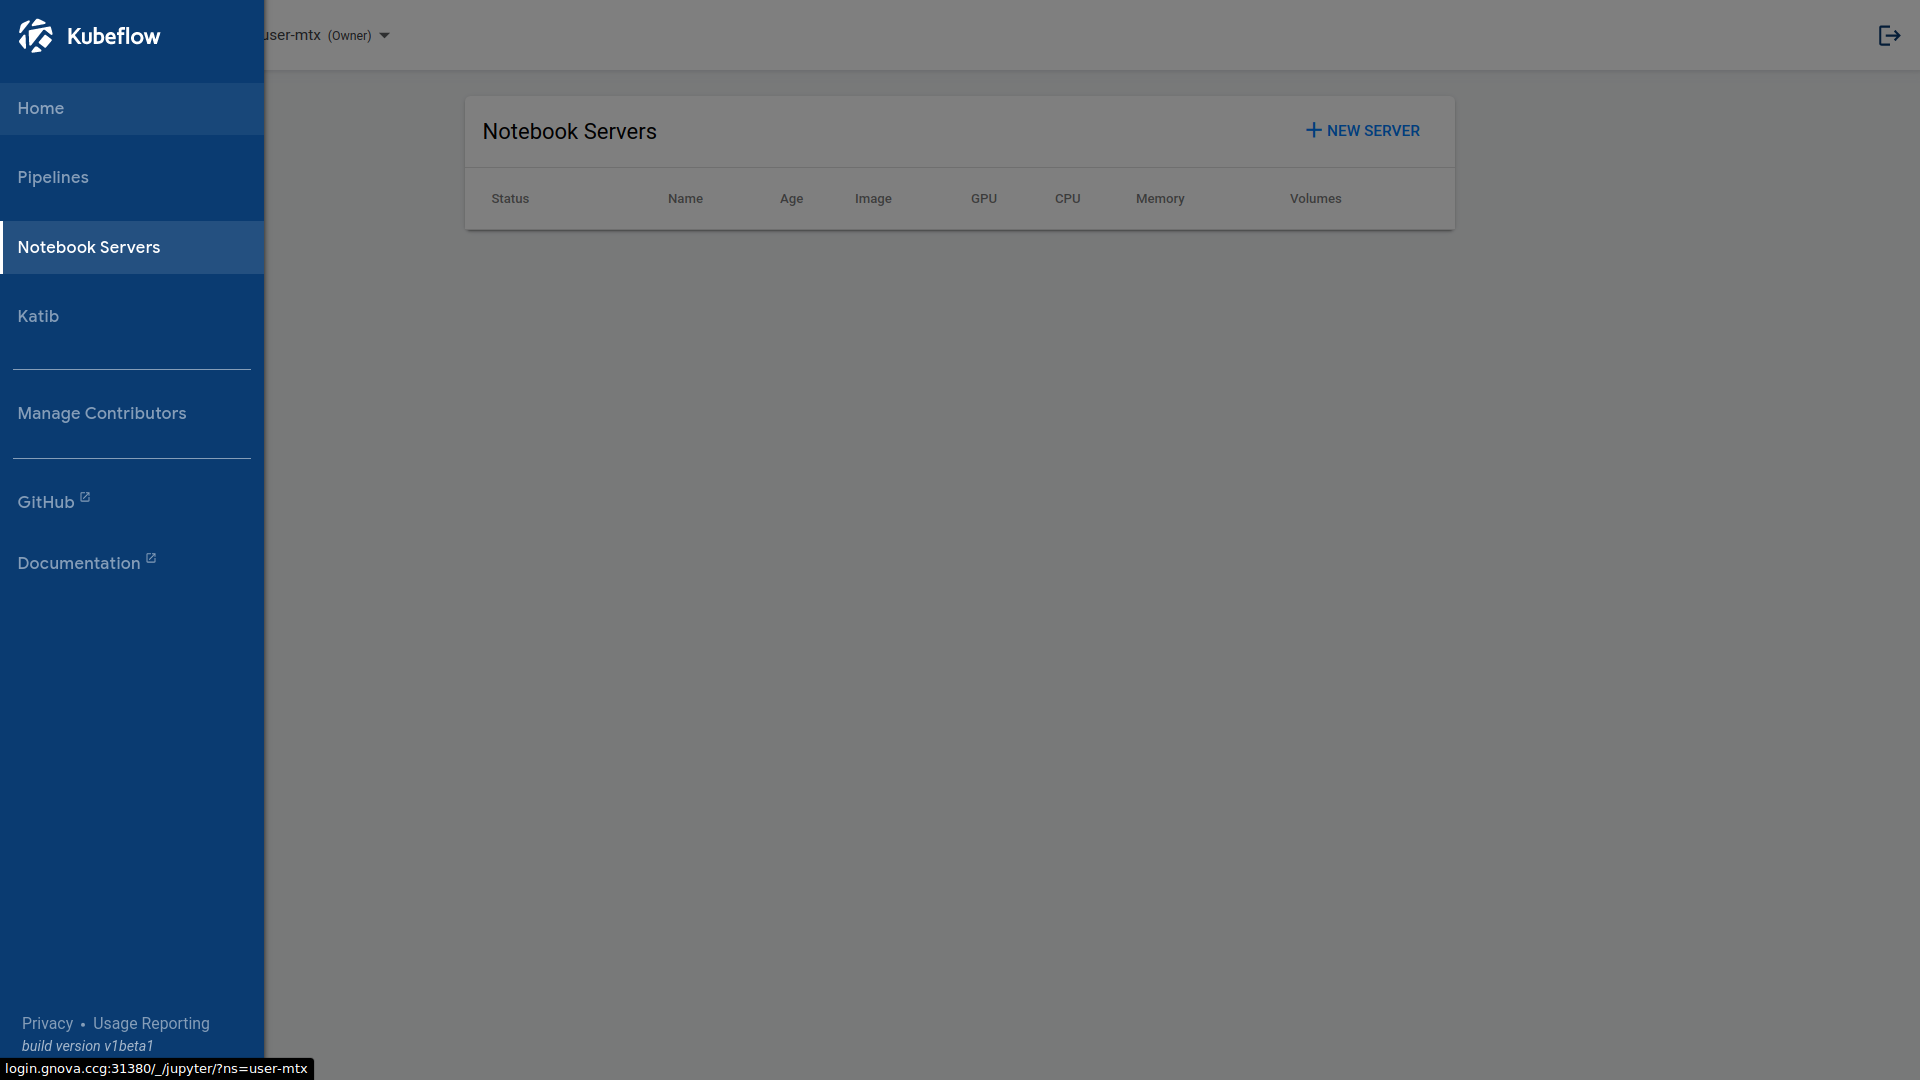 Kubeflow
user-mtx (Owner)
Home
Pipelines
Notebook Servers
Katib
Manage Contributors
GitHub
Documentation
Privacy • Usage Reporting
build version v1beta1
login.gnova.ccg:31380/_/jupyter/?ns=user-mtx
Notebook Servers
+ NEW SERVER
Status Name Age Image GPU CPU Memory Volumes